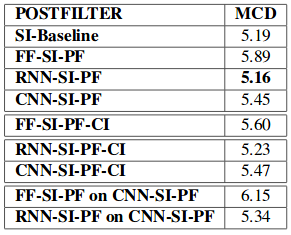 POSTFILTER MCD
SI-Baseline 5.19
FF-SI-PF 5.89
RNN-SI-PF 5.16
CNN-SI-PF 5.45
FF-SI-PF-CI 5.60
RNN-SI-PF-CI 5.23
CNN-SI-PF-CI 5.47
FF-SI-PF on CNN-SI-PF 6.15
RNN-SI-PF on CNN-SI-PF 5.34